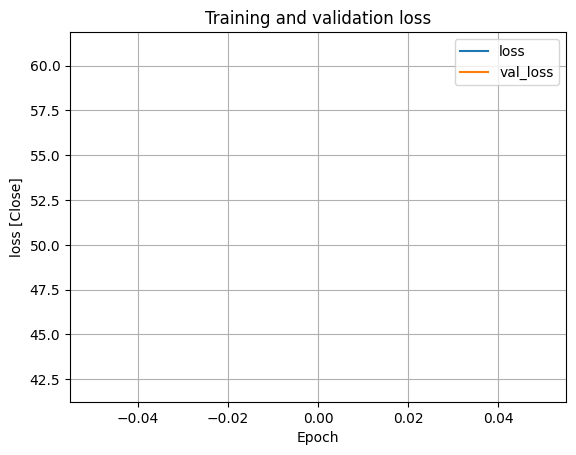 Training and validation loss
loss
val_loss
60.0
57.5
55.0
52.5
50.0
47.5
45.0
42.5
loss [Close]
−0.04
−0.02
0.00
0.02
0.04
Epoch